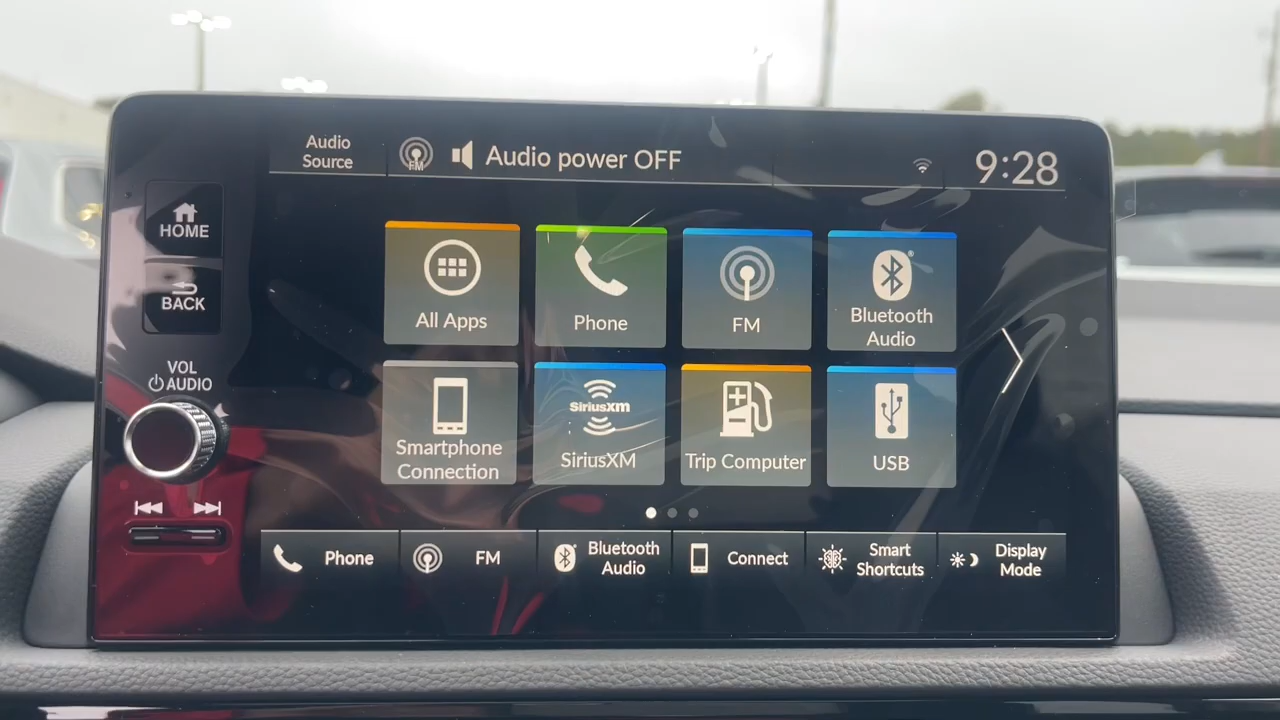 Audio
Source
FM
Audio power OFF
9:28
HOME
BACK
VOL
AUDIO
All Apps
Phone
FM
Bluetooth
Audio
Smartphone
Connection
SiriusXM
SiriusXM
Trip Computer
USB
Phone
FM
Bluetooth
Audio
Connect
Smart
Shortcuts
Display
Mode